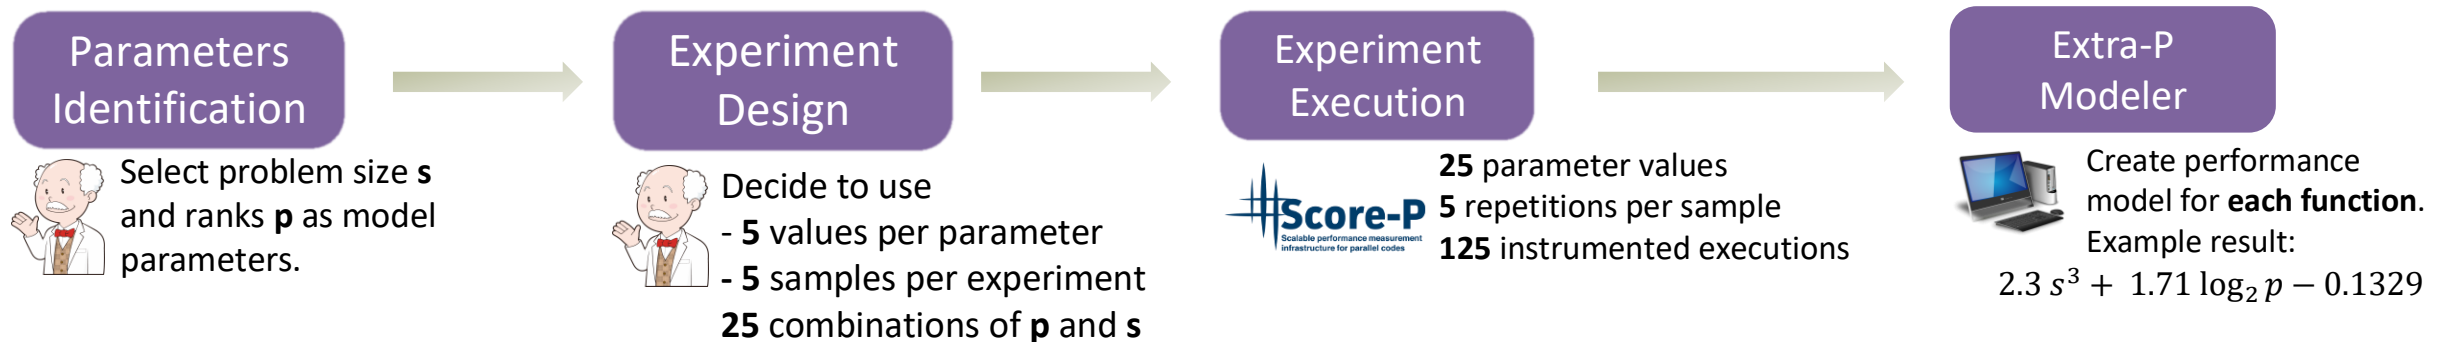 Parameters
Identification
Select problem size s
and ranks p as model
parameters.
Experiment
Design
Decide to use
- 5 values per parameter
- 5 samples per experiment
25 combinations of p and s
Experiment
Execution
Score-P
Scalable performance measurement
infrastructure for parallel codes
25 parameter values
5 repetitions per sample
125 instrumented executions
Extra-P
Modeler
Create performance
model for each function.
Example result:
2.3 s³ + 1.71 log₂ p − 0.1329